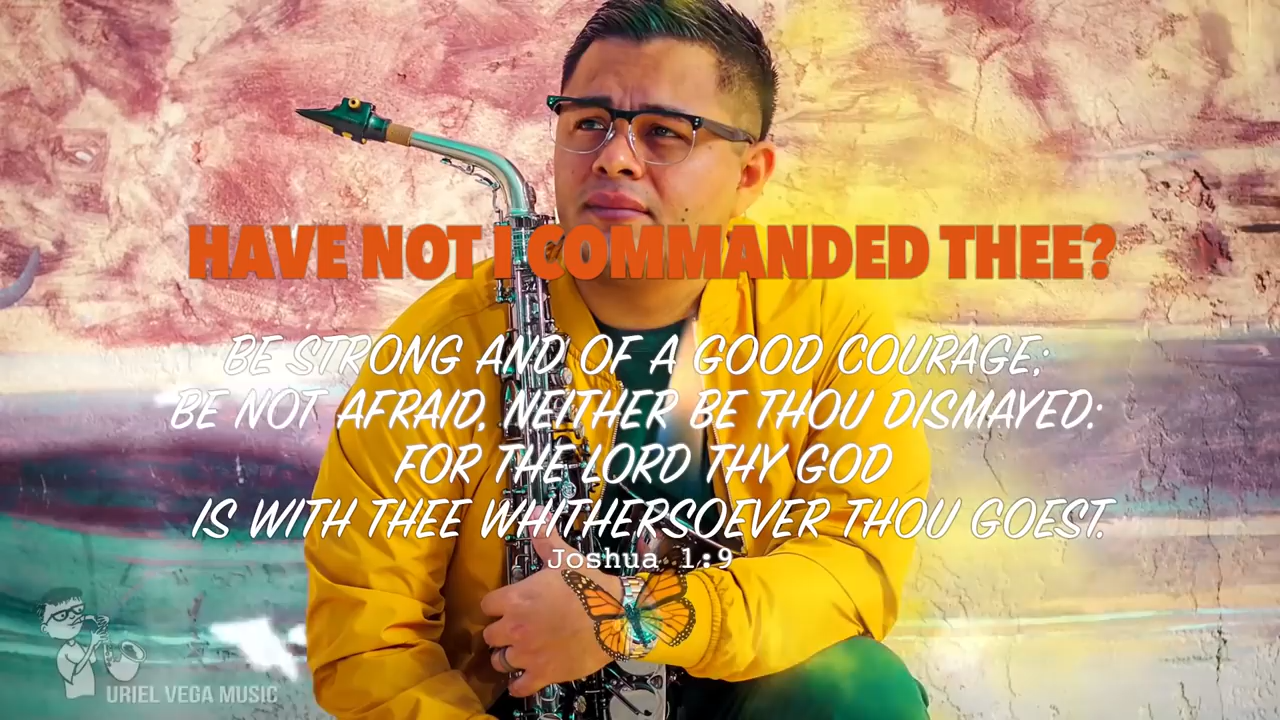 HAVE NOT I COMMANDED THEE?
BE STRONG AND OF A GOOD COURAGE;
BE NOT AFRAID, NEITHER BE THOU DISMAYED:
FOR THE LORD THY GOD
IS WITH THEE WHITHERSOEVER THOU GOEST.
Joshua 1:9
URIEL VEGA MUSIC